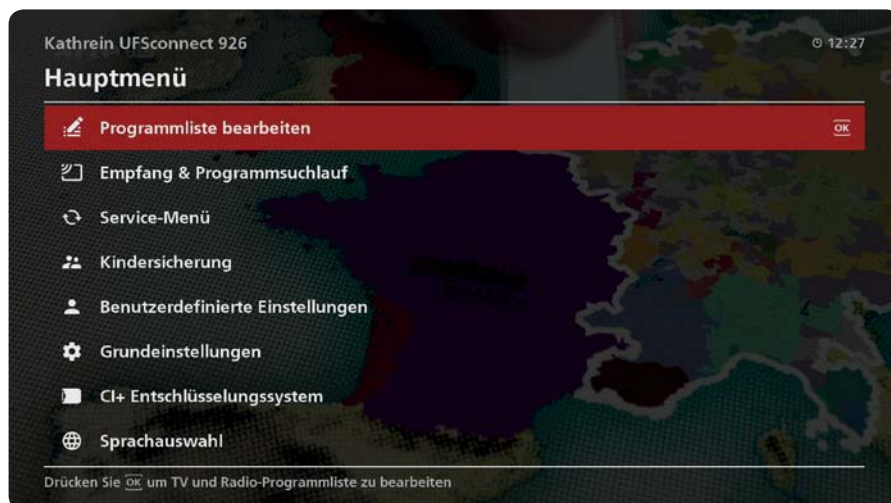 Kathrein UFSconnect 926
12:27
Hauptmenü
Programmliste bearbeiten OK
Empfang & Programmsuchlauf
Service-Menü
Kindersicherung
Benutzerdefinierte Einstellungen
Grundeinstellungen
CI+ Entschlüsselungssystem
Sprachauswahl
Drücken Sie OK um TV und Radio-Programmliste zu bearbeiten